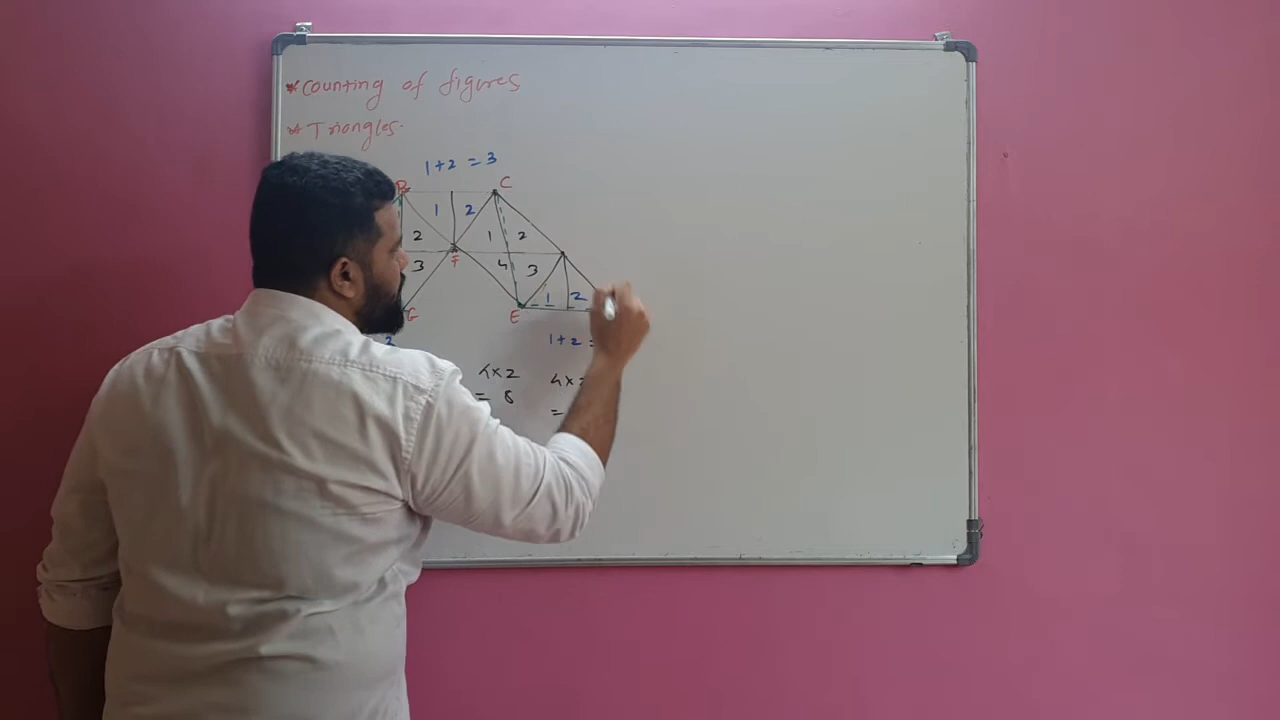 *Counting of figures
* Triangles.
1+2 = 3
B C
1 2
2 1 2
3 F 4 3
G E 1 2
2 1+2 =
4×2 4×
= 8 =